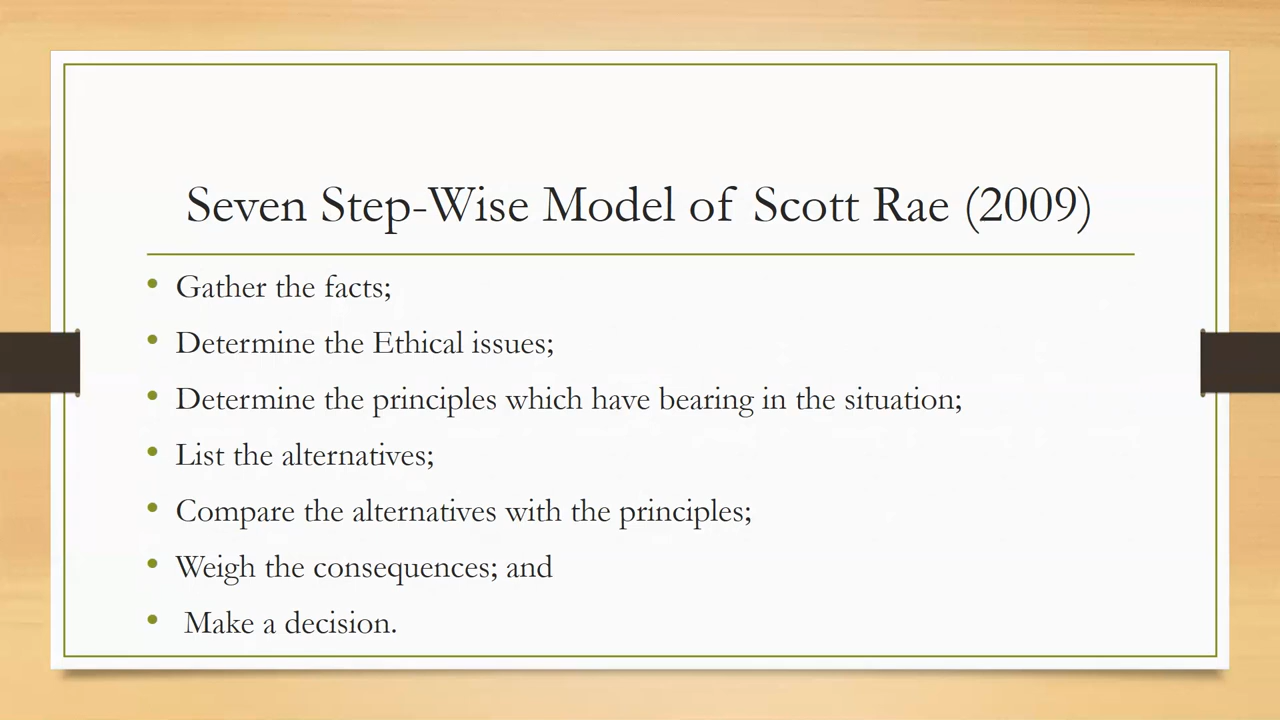 Seven Step-Wise Model of Scott Rae (2009)
• Gather the facts;
• Determine the Ethical issues;
• Determine the principles which have bearing in the situation;
• List the alternatives;
• Compare the alternatives with the principles;
• Weigh the consequences; and
• Make a decision.